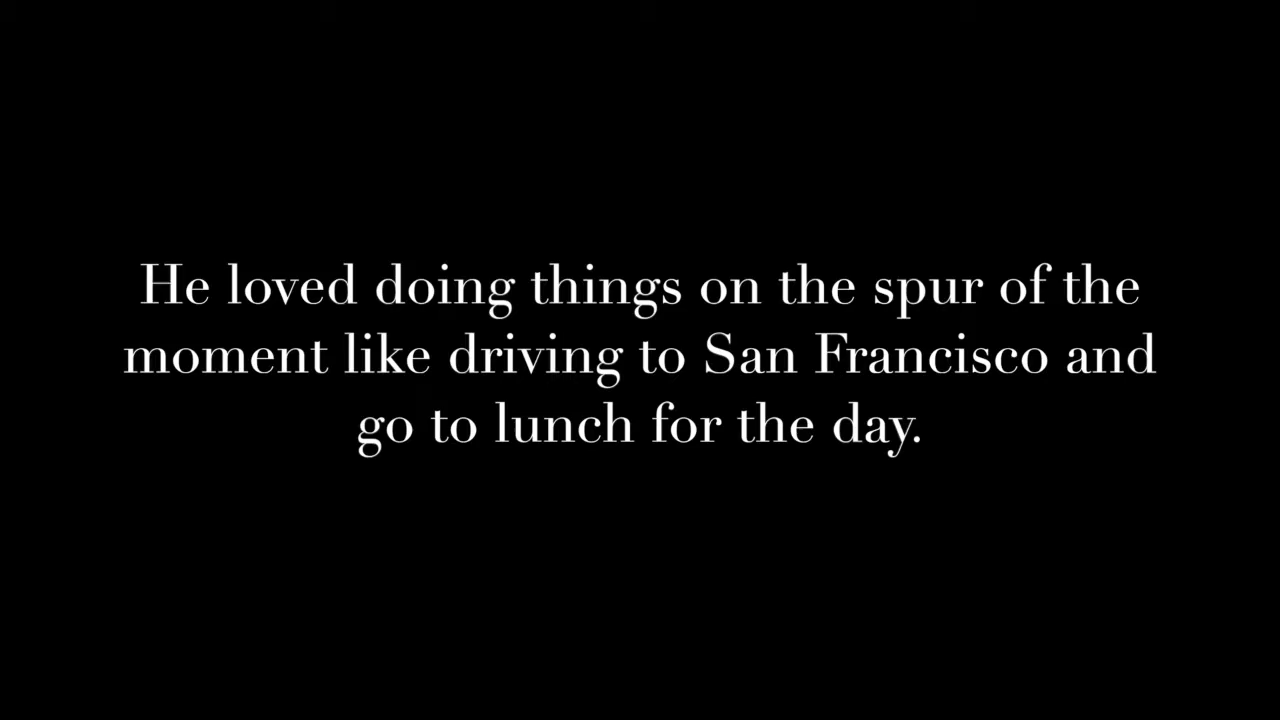 He loved doing things on the spur of the
moment like driving to San Francisco and
go to lunch for the day.